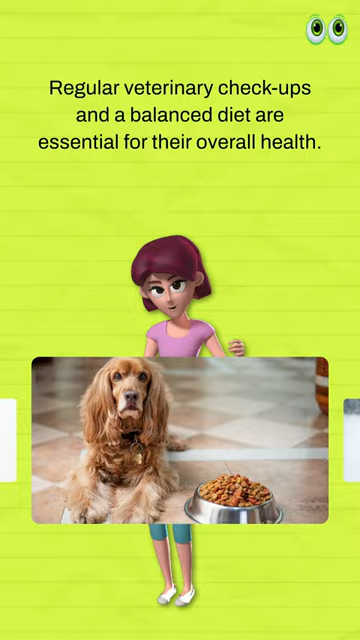 Regular veterinary check-ups
and a balanced diet are
essential for their overall health.